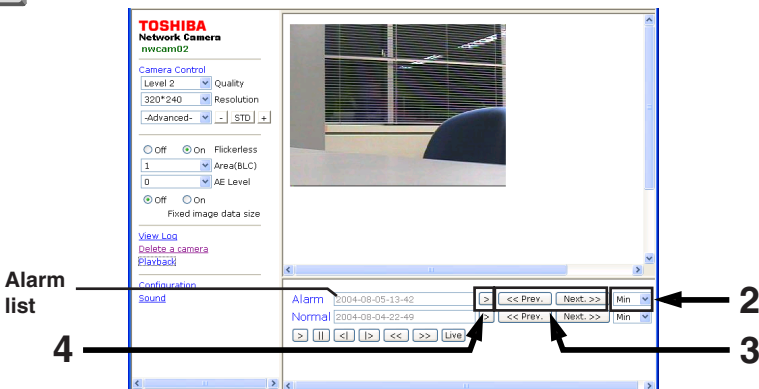 TOSHIBA
Network Camera
nwcam02
Camera Control
Level 2 Quality
320*240 Resolution
-Advanced- - STD +
Off On Flickerless
1 Area(BLC)
0 AE Level
Off On
Fixed image data size
View Log
Delete a camera
Playback
Configuration
Sound
Alarm
list
Alarm 2004-08-05-13-42 > << Prev. Next. >> Min
Normal 2004-08-04-22-49 > << Prev. Next. >> Min
> || <| |> << >> Live
2
3
4